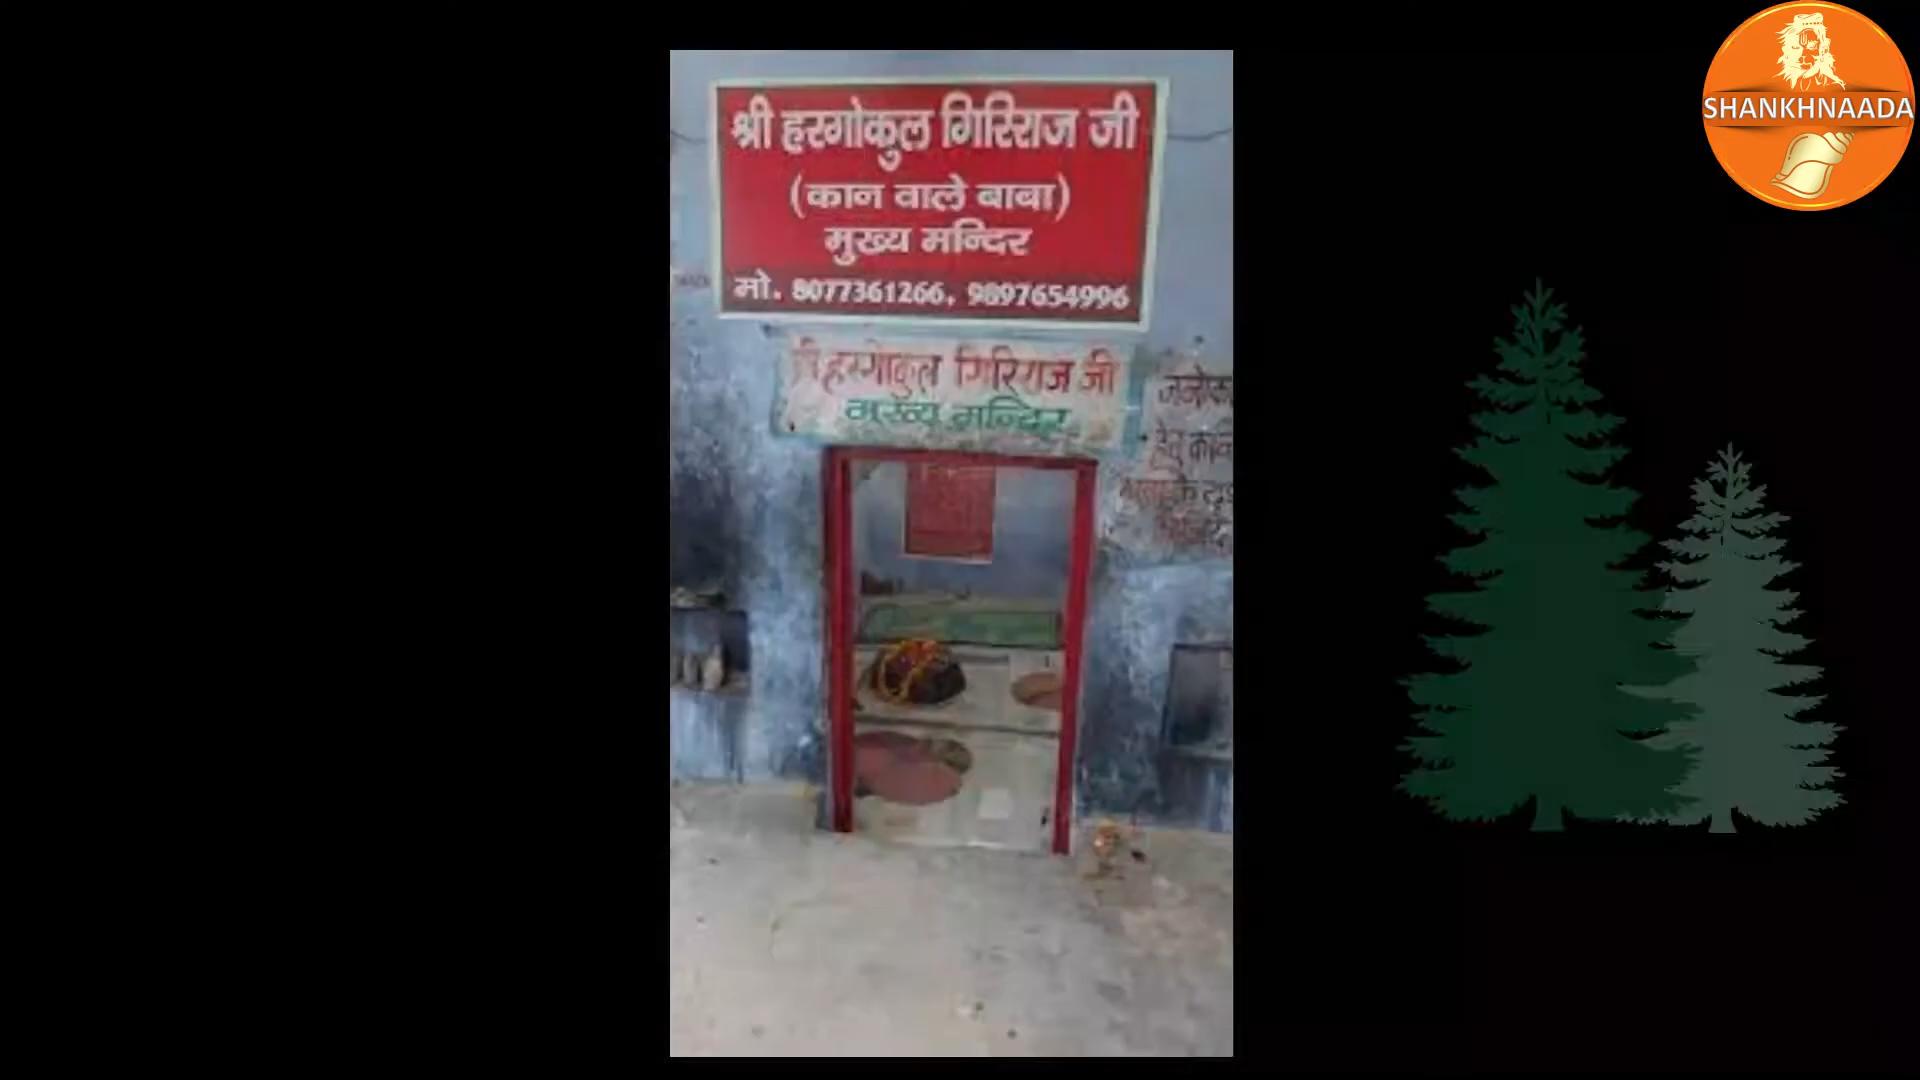 श्री हरगोकुल गिरिराज जी
(कान वाले बाबा)
मुख्य मन्दिर
मो. 8077361266, 9897654996
श्री हरगोकुल गिरिराज जी
मुख्य मन्दिर
SHANKHNAADA